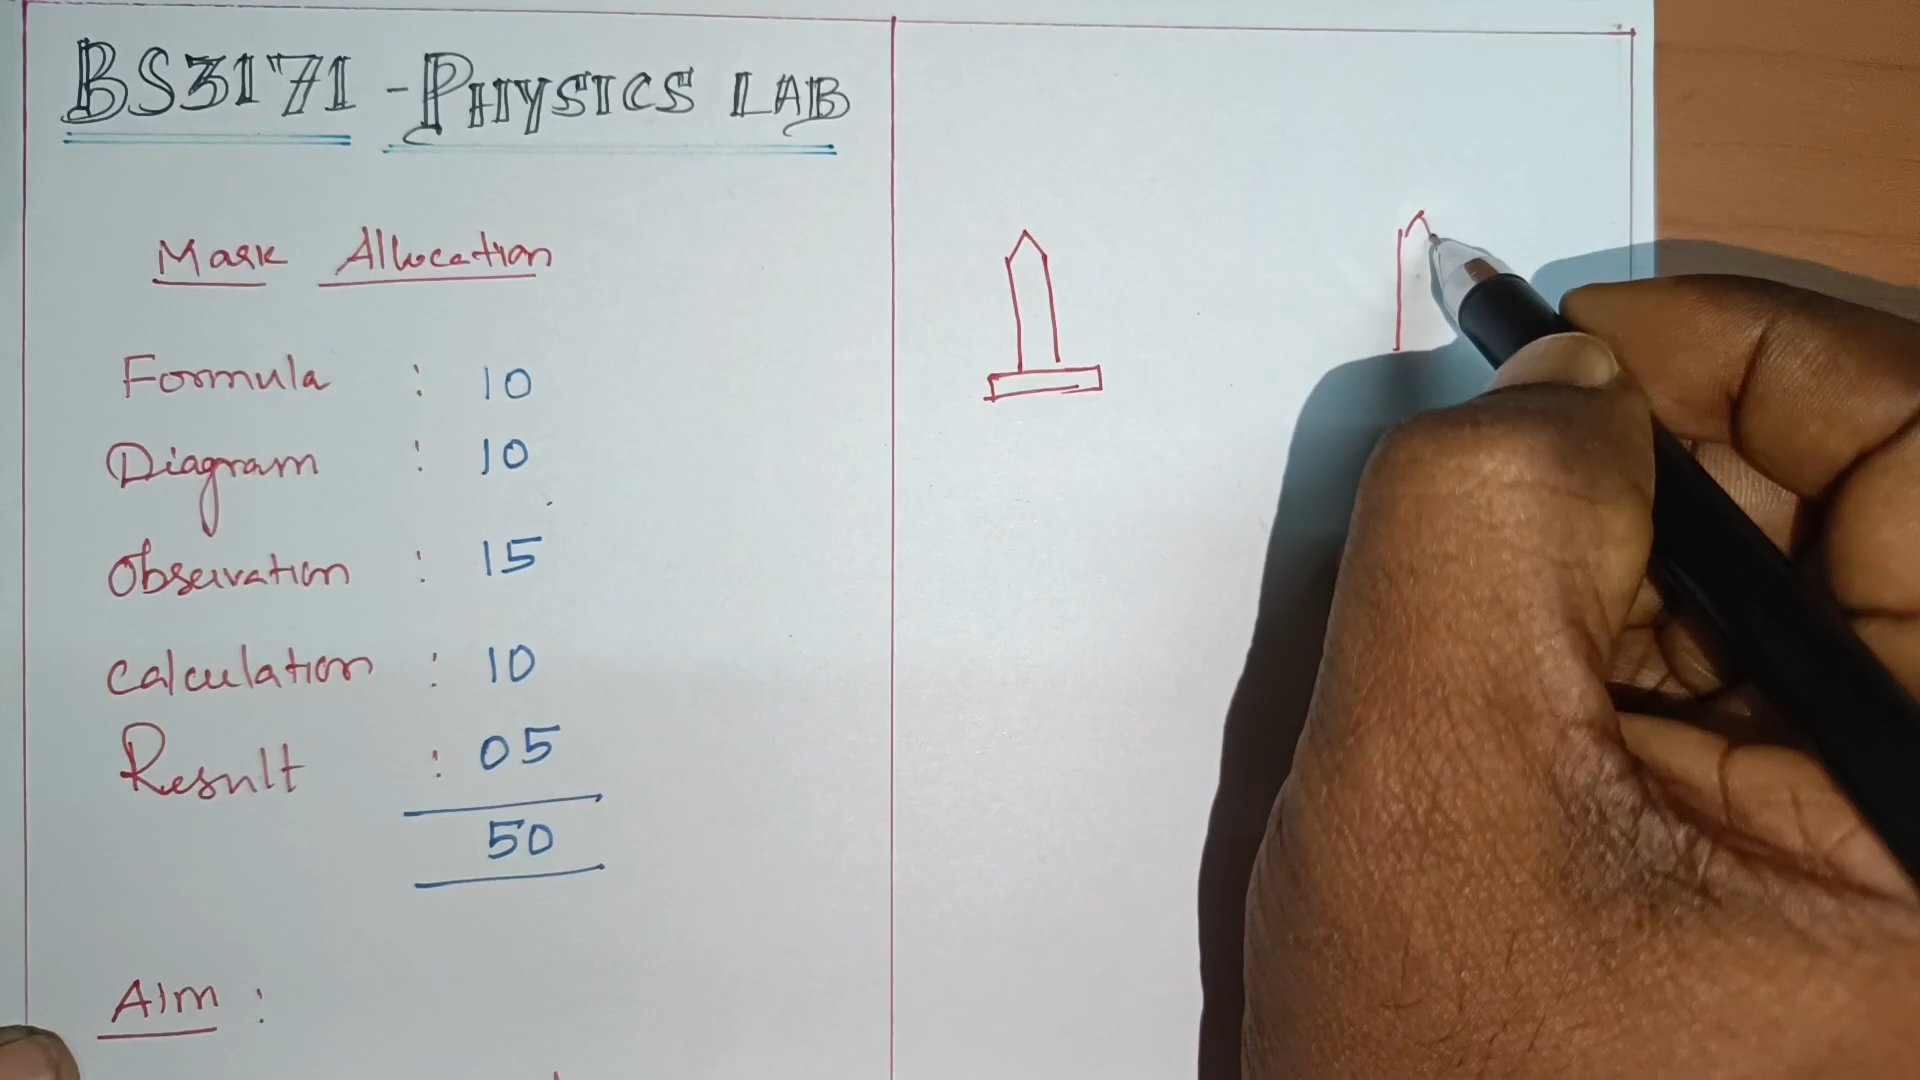 BS3171 - PHYSICS LAB
Mark Allocation
Formula : 10
Diagram : 10
Observation : 15
Calculation : 10
Result : 05
50
Aim :